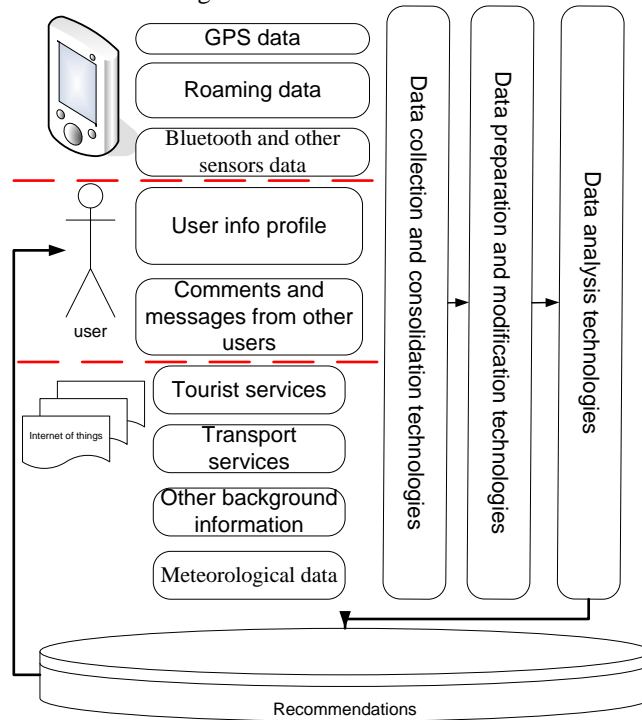 GPS data
Roaming data
Bluetooth and other
sensors data
User info profile
user
Comments and
messages from other
users
Tourist services
Internet of things
Transport
services
Other background
information
Meteorological data
Data collection and consolidation technologies
Data preparation and modification technologies
Data analysis technologies
Recommendations